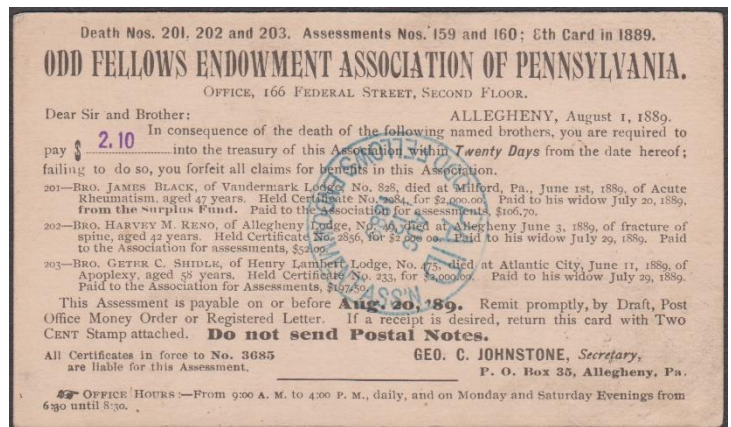 Death Nos. 201, 202 and 203. Assessments Nos. 159 and 160; 8th Card in 1889.
ODD FELLOWS ENDOWMENT ASSOCIATION OF PENNSYLVANIA.
OFFICE, 166 FEDERAL STREET, SECOND FLOOR.
Dear Sir and Brother: ALLEGHENY, August 1, 1889.
In consequence of the death of the following named brothers, you are required to
pay $ 2.10 into the treasury of this Association within Twenty Days from the date hereof;
failing to do so, you forfeit all claims for benefits in this Association.
201—BRO. JAMES BLACK, of Vandermark Lodge, No. 828, died at Milford, Pa., June 1st, 1889, of Acute
Rheumatism, aged 47 years. Held Certificate No. 2084, for $2,000.00. Paid to his widow July 20, 1889,
from the Surplus Fund. Paid to the Association for assessments, $106.70.
202—BRO. HARVEY M. RENO, of Allegheny Lodge, No. 29, died at Allegheny June 3, 1889, of fracture of
spine, aged 42 years. Held Certificate No. 2856, for $2,000.00. Paid to his widow July 29, 1889. Paid
to the Association for assessments,
203—BRO. GETER C. SHIDLE, of Henry Lambert Lodge, No. 475, died at Atlantic City, June 11, 1889, of
Apoplexy, aged 58 years. Held Certificate No. 233, for $2,000.00. Paid to his widow July 29, 1889.
Paid to the Association for Assessments, $197.50.
This Assessment is payable on or before Aug. 20, '89. Remit promptly, by Draft, Post
Office Money Order or Registered Letter. If a receipt is desired, return this card with TWO
CENT Stamp attached. Do not send Postal Notes.
All Certificates in force to No. 3685 GEO. C. JOHNSTONE, Secretary,
are liable for this Assessment. P. O. Box 35, Allegheny, Pa.
OFFICE HOURS:—From 9:00 A. M. to 4:00 P. M., daily, and on Monday and Saturday Evenings from
6:30 until 8:30.
ODD FELLOWS
PAID
ASS'N